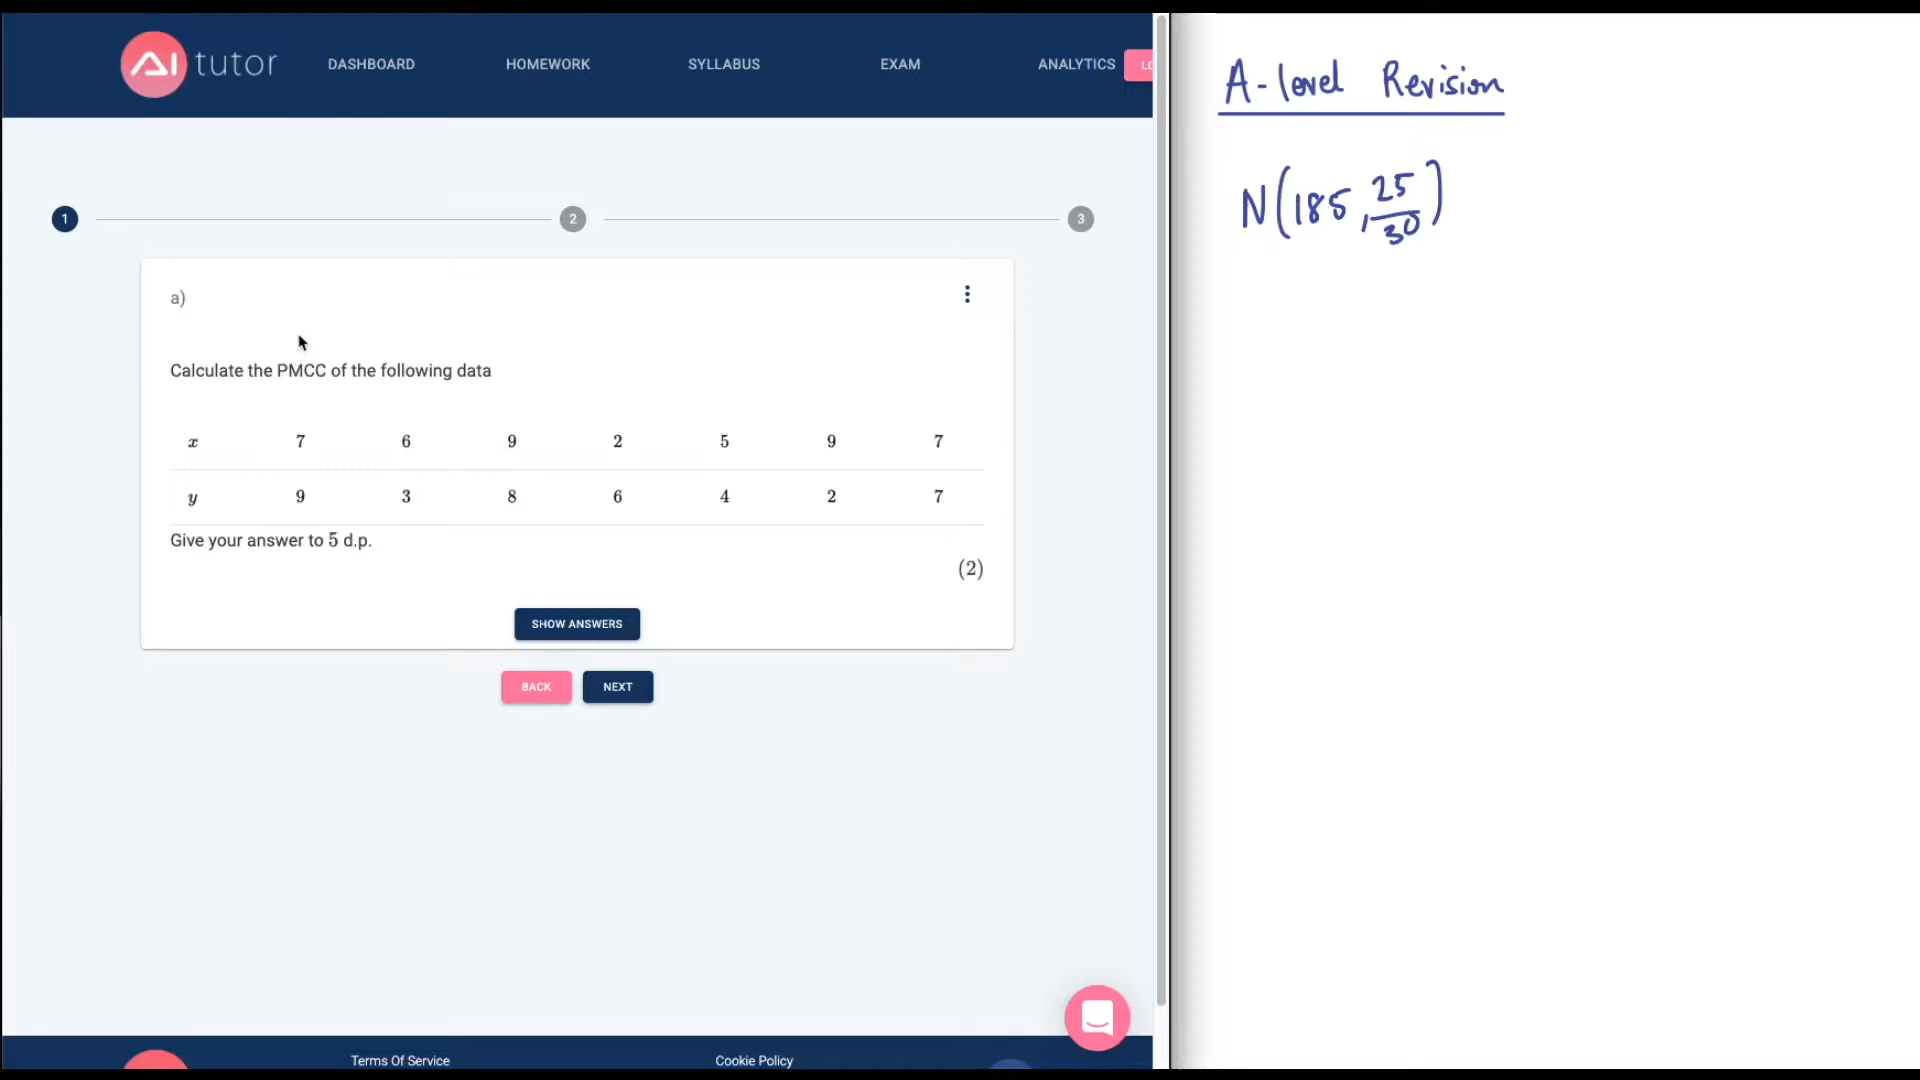 AI tutor DASHBOARD HOMEWORK SYLLABUS EXAM ANALYTICS LO
1 2 3
a)
Calculate the PMCC of the following data
x 7 6 9 2 5 9 7
y 9 3 8 6 4 2 7
Give your answer to 5 d.p.
(2)
SHOW ANSWERS
BACK NEXT
Terms Of Service Cookie Policy
A-level Revision
N(185, 25/30)